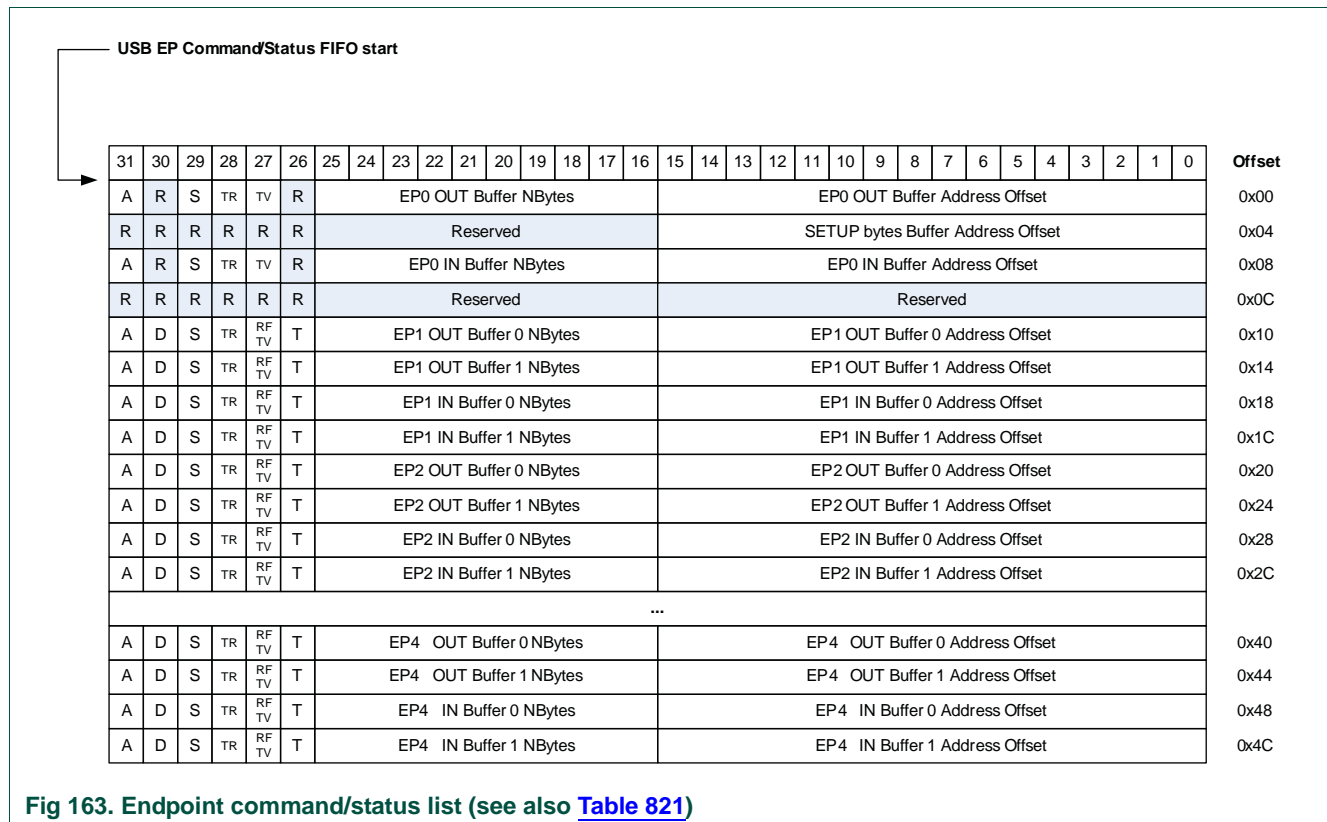 USB EP Command/Status FIFO start
31 30 29 28 27 26 25 24 23 22 21 20 19 18 17 16 15 14 13 12 11 10 9 8 7 6 5 4 3 2 1 0 Offset
A R S TR TV R EP0 OUT Buffer NBytes EP0 OUT Buffer Address Offset 0x00
R R R R R R Reserved SETUP bytes Buffer Address Offset 0x04
A R S TR TV R EP0 IN Buffer NBytes EP0 IN Buffer Address Offset 0x08
R R R R R R Reserved Reserved 0x0C
A D S TR RF TV T EP1 OUT Buffer 0 NBytes EP1 OUT Buffer 0 Address Offset 0x10
A D S TR RF TV T EP1 OUT Buffer 1 NBytes EP1 OUT Buffer 1 Address Offset 0x14
A D S TR RF TV T EP1 IN Buffer 0 NBytes EP1 IN Buffer 0 Address Offset 0x18
A D S TR RF TV T EP1 IN Buffer 1 NBytes EP1 IN Buffer 1 Address Offset 0x1C
A D S TR RF TV T EP2 OUT Buffer 0 NBytes EP2 OUT Buffer 0 Address Offset 0x20
A D S TR RF TV T EP2 OUT Buffer 1 NBytes EP2 OUT Buffer 1 Address Offset 0x24
A D S TR RF TV T EP2 IN Buffer 0 NBytes EP2 IN Buffer 0 Address Offset 0x28
A D S TR RF TV T EP2 IN Buffer 1 NBytes EP2 IN Buffer 1 Address Offset 0x2C
...
A D S TR RF TV T EP4 OUT Buffer 0 NBytes EP4 OUT Buffer 0 Address Offset 0x40
A D S TR RF TV T EP4 OUT Buffer 1 NBytes EP4 OUT Buffer 1 Address Offset 0x44
A D S TR RF TV T EP4 IN Buffer 0 NBytes EP4 IN Buffer 0 Address Offset 0x48
A D S TR RF TV T EP4 IN Buffer 1 NBytes EP4 IN Buffer 1 Address Offset 0x4C
Fig 163. Endpoint command/status list (see also Table 821)